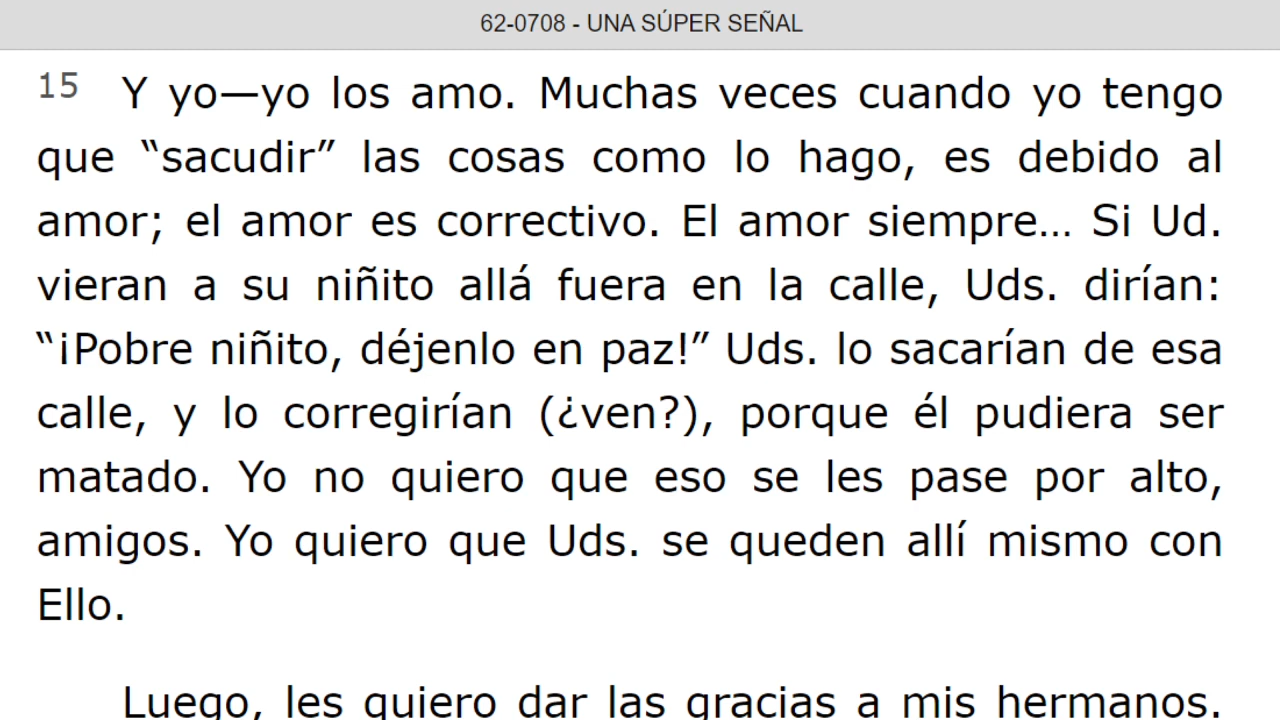 62-0708 - UNA SÚPER SEÑAL
15 Y yo—yo los amo. Muchas veces cuando yo tengo
que “sacudir” las cosas como lo hago, es debido al
amor; el amor es correctivo. El amor siempre… Si Ud.
vieran a su niñito allá fuera en la calle, Uds. dirían:
“¡Pobre niñito, déjenlo en paz!” Uds. lo sacarían de esa
calle, y lo corregirían (¿ven?), porque él pudiera ser
matado. Yo no quiero que eso se les pase por alto,
amigos. Yo quiero que Uds. se queden allí mismo con
Ello.
Luego, les quiero dar las gracias a mis hermanos.